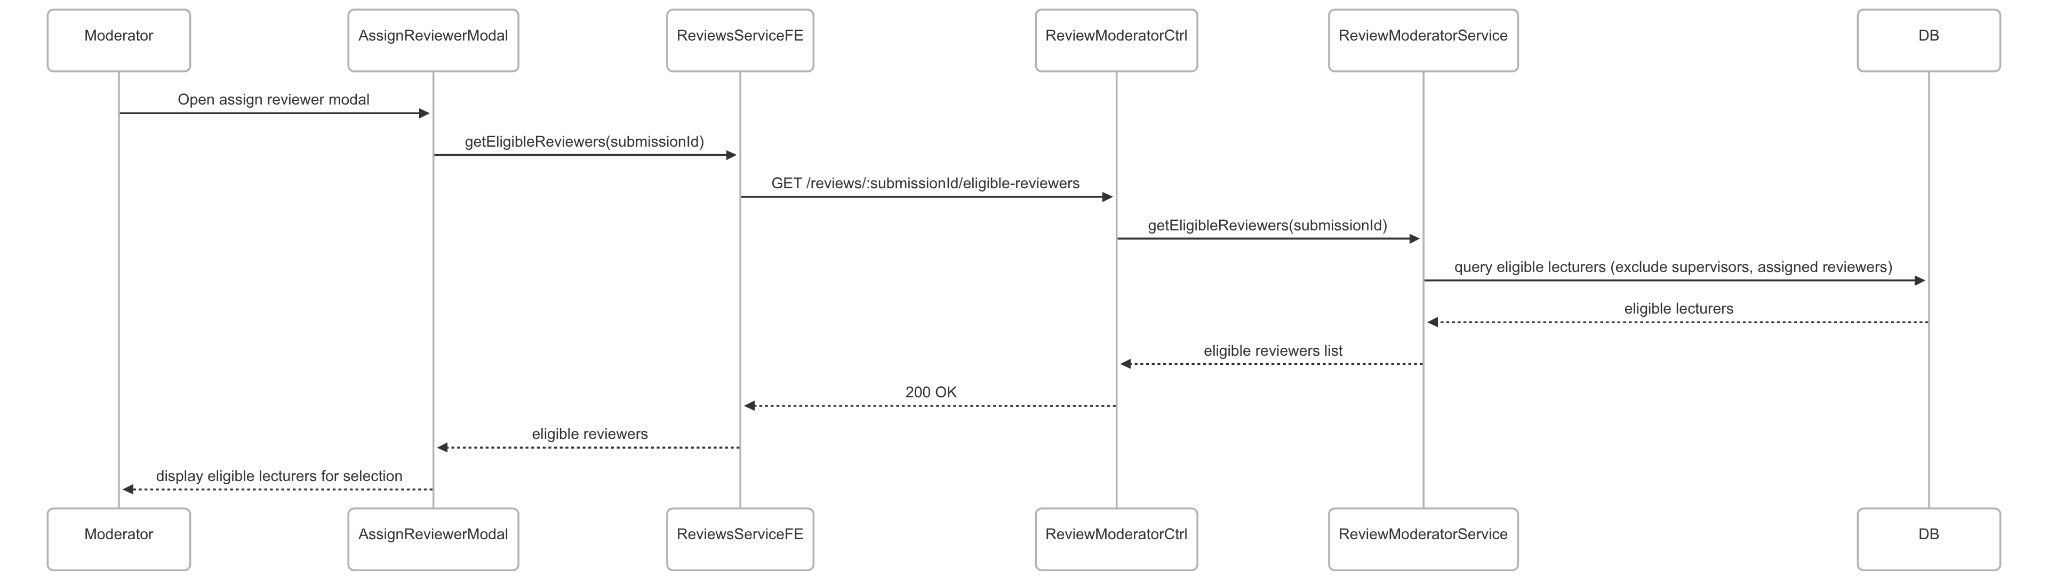 Moderator
AssignReviewerModal
ReviewsServiceFE
ReviewModeratorCtrl
ReviewModeratorService
DB
Open assign reviewer modal
getEligibleReviewers(submissionId)
GET /reviews/:submissionId/eligible-reviewers
getEligibleReviewers(submissionId)
query eligible lecturers (exclude supervisors, assigned reviewers)
eligible lecturers
eligible reviewers list
200 OK
eligible reviewers
display eligible lecturers for selection
Moderator
AssignReviewerModal
ReviewsServiceFE
ReviewModeratorCtrl
ReviewModeratorService
DB